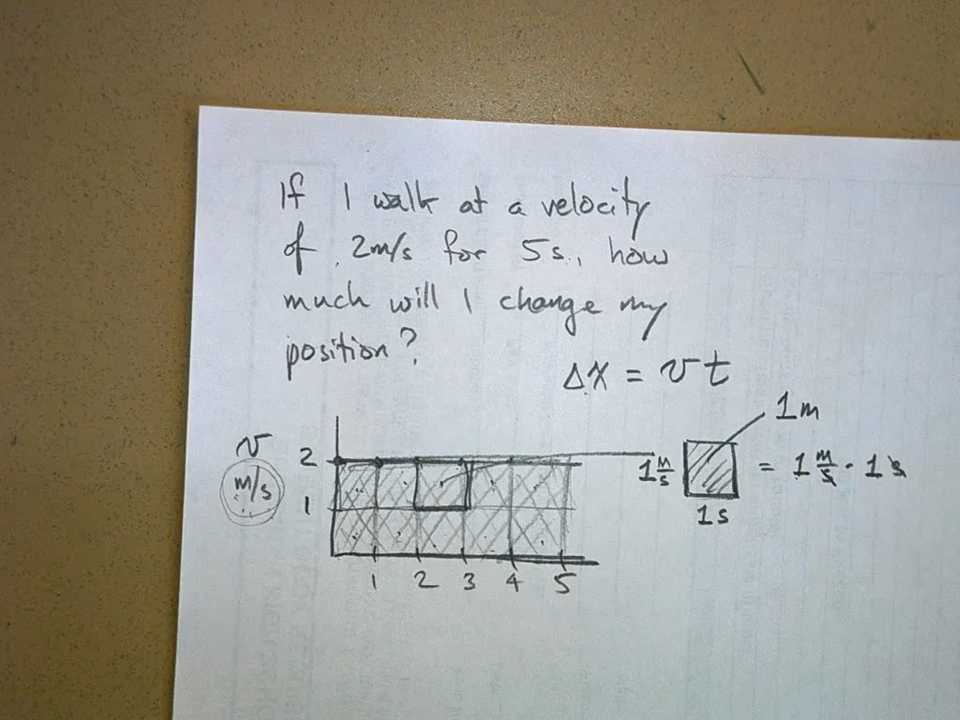 If I walk at a velocity
of 2m/s for 5s, how
much will I change my
position?
Δx = vt
1m
v
m/s
2
1
1 m/s
1s
= 1 m/s · 1s
1 2 3 4 5